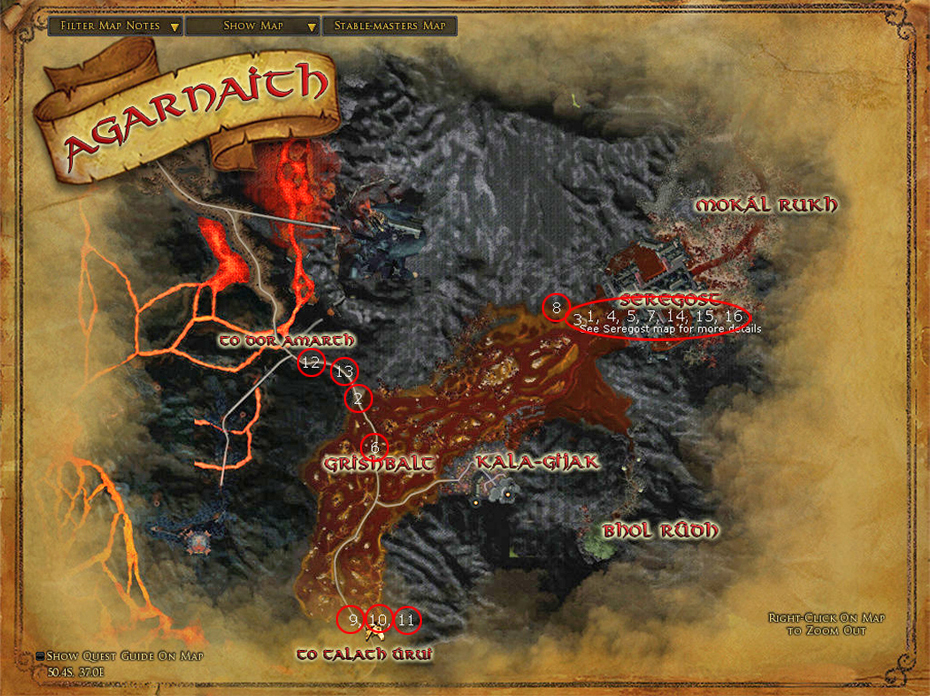 Filter Map Notes
Show Map
Stable-masters Map
Agarnaith
Mokál Rukh
Seregost
8
3
1, 4, 5, 7, 14, 15, 16
See Seregost map for more details
To Dor Amarth
12
13
2
6
Grishbalt
Kala-Ghak
Bhol Rûdh
9
10
11
To Talath Úrui
Right-Click On Map
to Zoom Out
Show Quest Guide On Map
50.4S, 37.0E